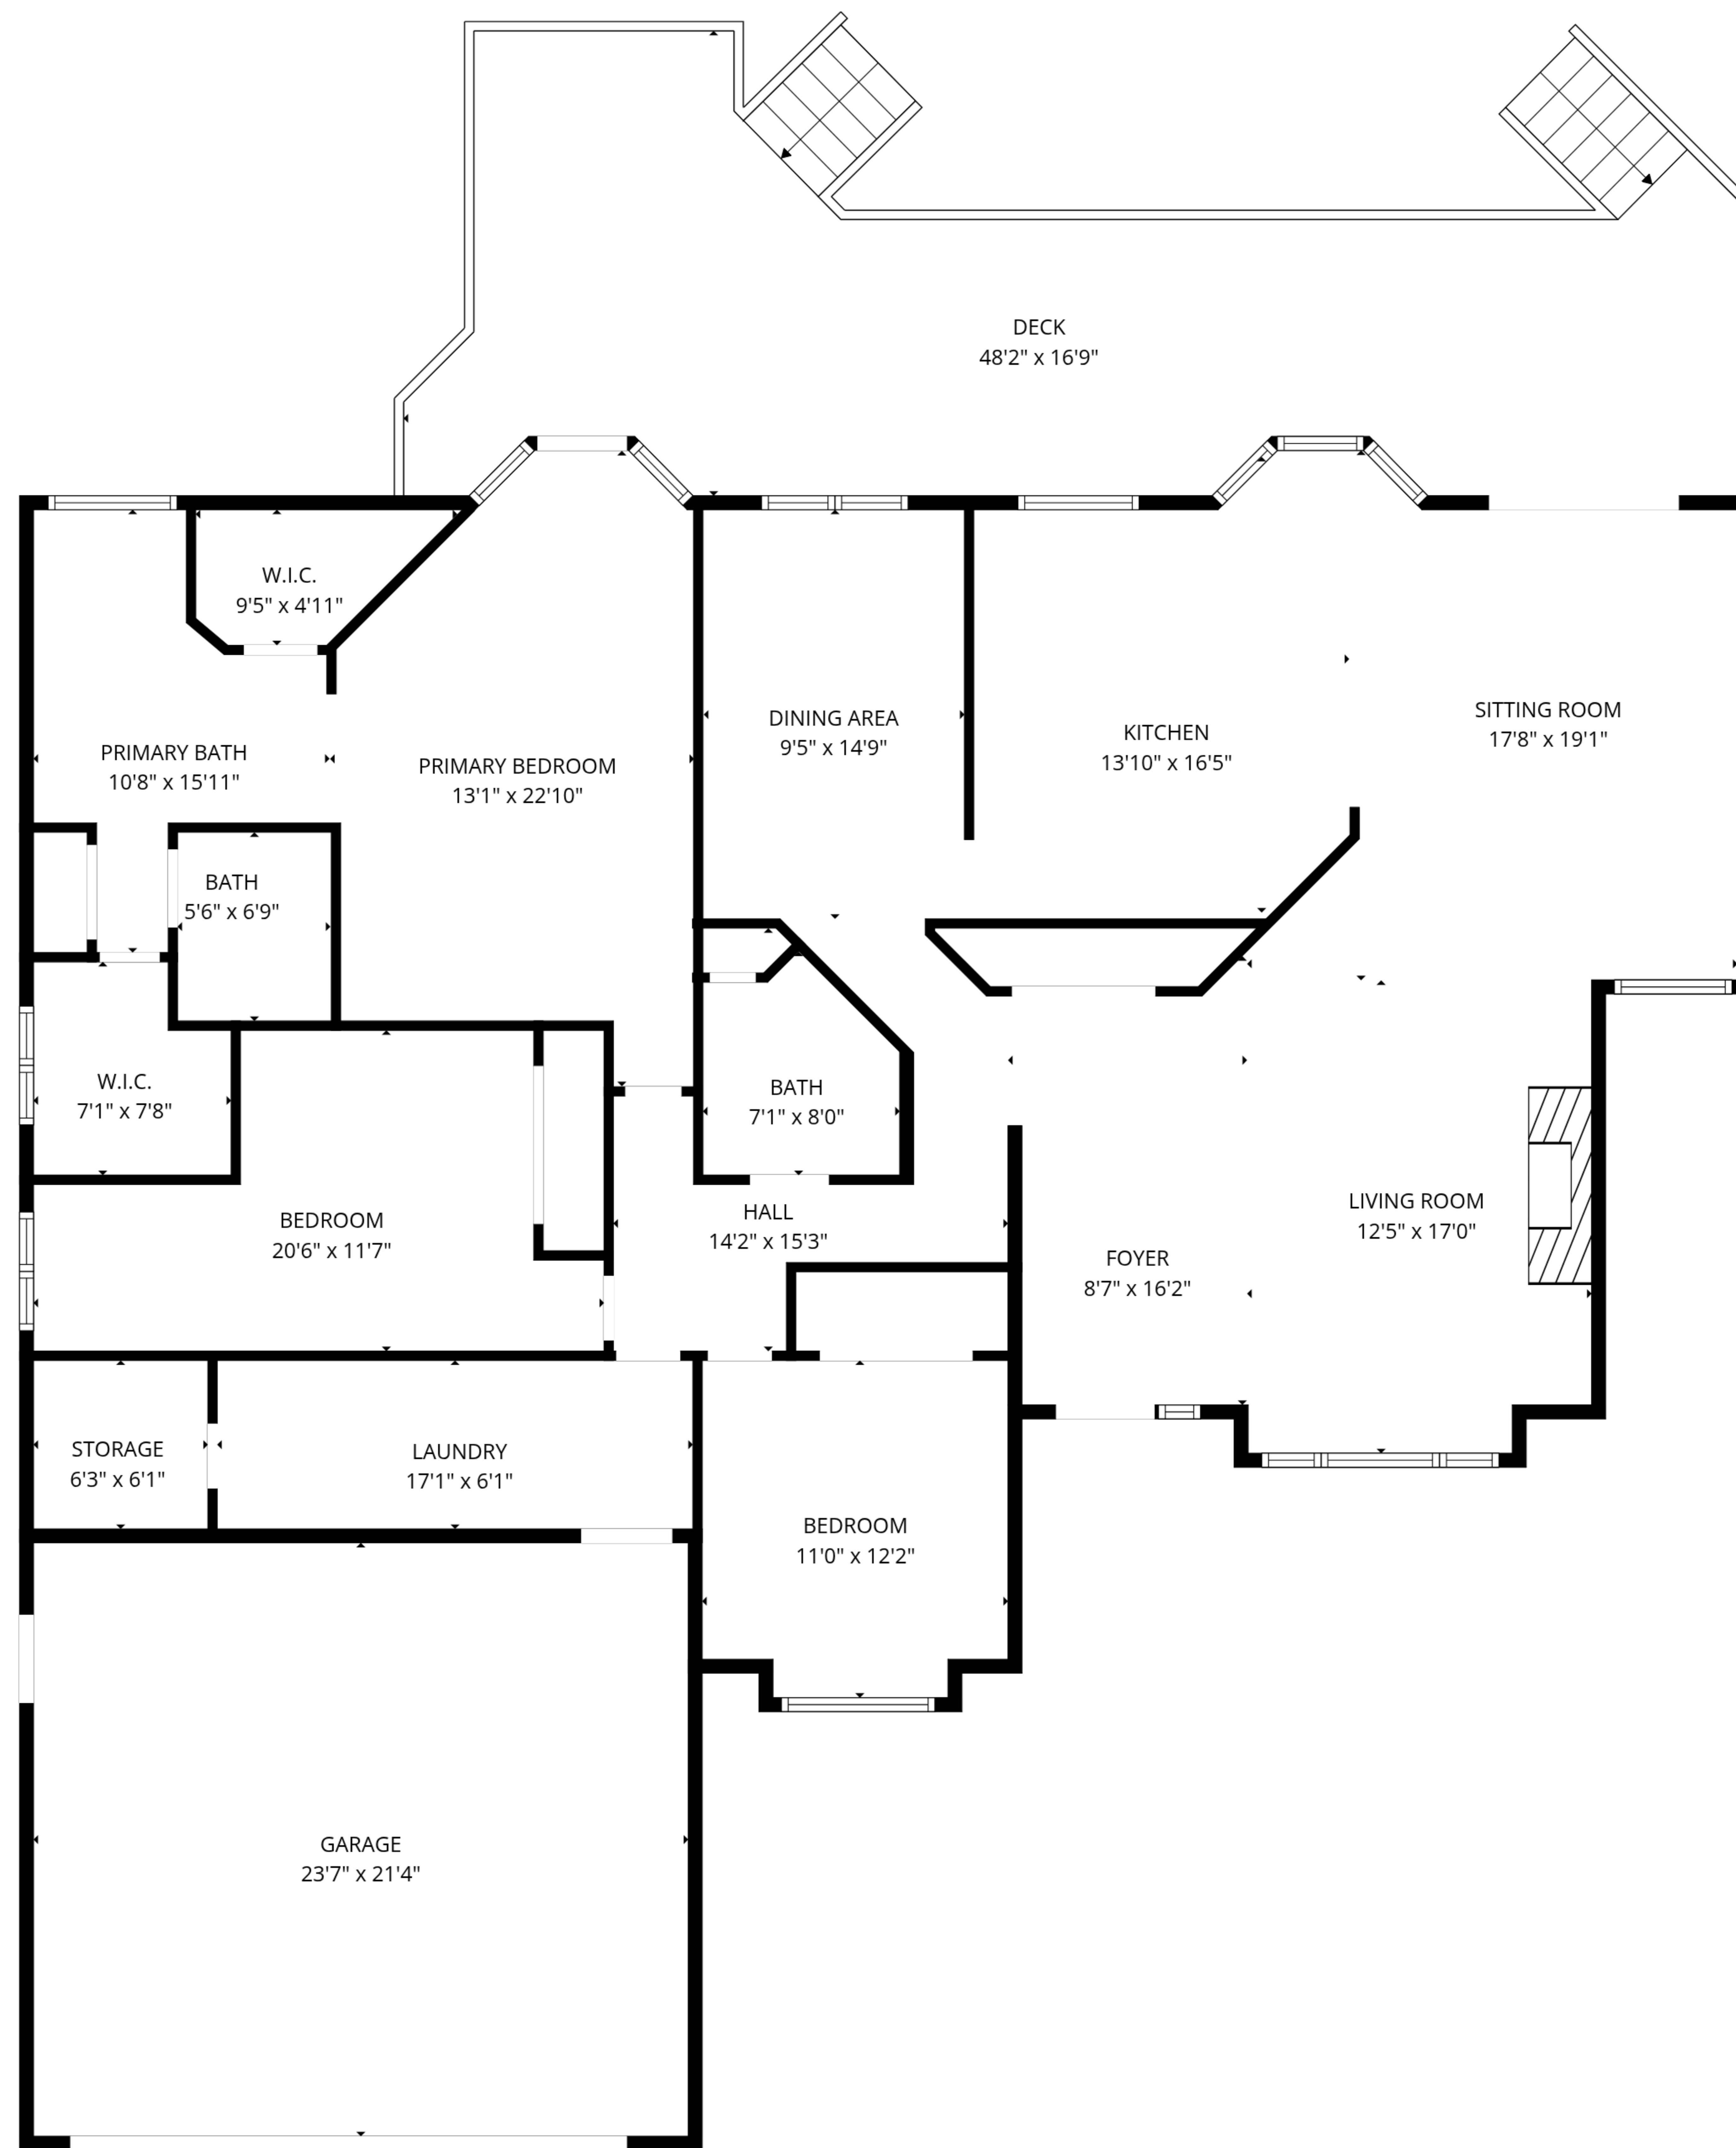 DECK
48'2" x 16'9"
W.I.C.
9'5" x 4'11"
PRIMARY BATH
10'8" x 15'11"
PRIMARY BEDROOM
13'1" x 22'10"
DINING AREA
9'5" x 14'9"
KITCHEN
13'10" x 16'5"
SITTING ROOM
17'8" x 19'1"
BATH
5'6" x 6'9"
W.I.C.
7'1" x 7'8"
BATH
7'1" x 8'0"
BEDROOM
20'6" x 11'7"
HALL
14'2" x 15'3"
FOYER
8'7" x 16'2"
LIVING ROOM
12'5" x 17'0"
STORAGE
6'3" x 6'1"
LAUNDRY
17'1" x 6'1"
BEDROOM
11'0" x 12'2"
GARAGE
23'7" x 21'4"